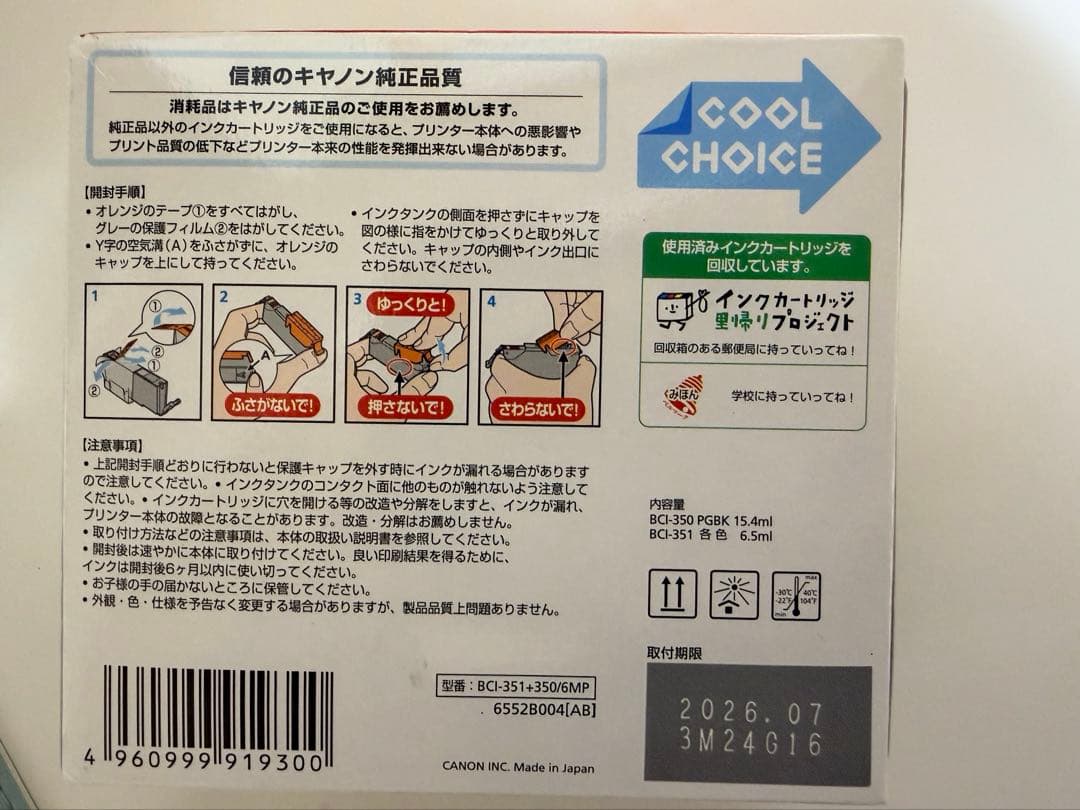 信頼のキヤノン純正品質
消耗品はキヤノン純正品のご使用をお薦めします。
純正品以外のインクカートリッジをご使用になると、プリンター本体への悪影響や
プリント品質の低下などプリンター本来の性能を発揮出来ない場合があります。
COOL
CHOICE
【開封手順】
・オレンジのテープ①をすべてはがし、
グレーの保護フィルム②をはがしてください。
・Y字の空気溝(A)をふさがずに、オレンジの
キャップを上にして持ってください。
・インクタンクの側面を押さずにキャップを
図の様に指をかけてゆっくりと取り外して
ください。キャップの内側やインク出口に
さわらないでください。
1
①
②
①
②
2
A
ふさがないで!
3
ゆっくりと!
押さないで!
4
さわらないで!
使用済みインクカートリッジを
回収しています。
インクカートリッジ
里帰りプロジェクト
回収箱のある郵便局に持っていってね!
くみほん
ベルマーク
学校に持っていってね!
【注意事項】
・上記開封手順どおりに行わないと保護キャップを外す時にインクが漏れる場合があります
ので注意してください。・インクタンクのコンタクト面に他のものが触れないよう注意して
ください。・インクカートリッジに穴を開ける等の改造や分解をしますと、インクが漏れ、
プリンター本体の故障となることがあります。改造・分解はお薦めしません。
・取り付け方法などの注意事項は、本体の取扱い説明書を参照してください。
・開封後は速やかに本体に取り付けてください。良い印刷結果を得るために、
インクは開封後6ヶ月以内に使い切ってください。
・お子様の手の届かないところに保管してください。
・外観・色・仕様を予告なく変更する場合がありますが、製品品質上問題ありません。
内容量
BCI-350 PGBK 15.4ml
BCI-351 各色 6.5ml
max
-30℃ 40℃
-22°F 104°F
min
取付期限
2026.07
3M24G16
型番:BCI-351+350/6MP
6552B004[AB]
4 960999 919300
CANON INC. Made in Japan